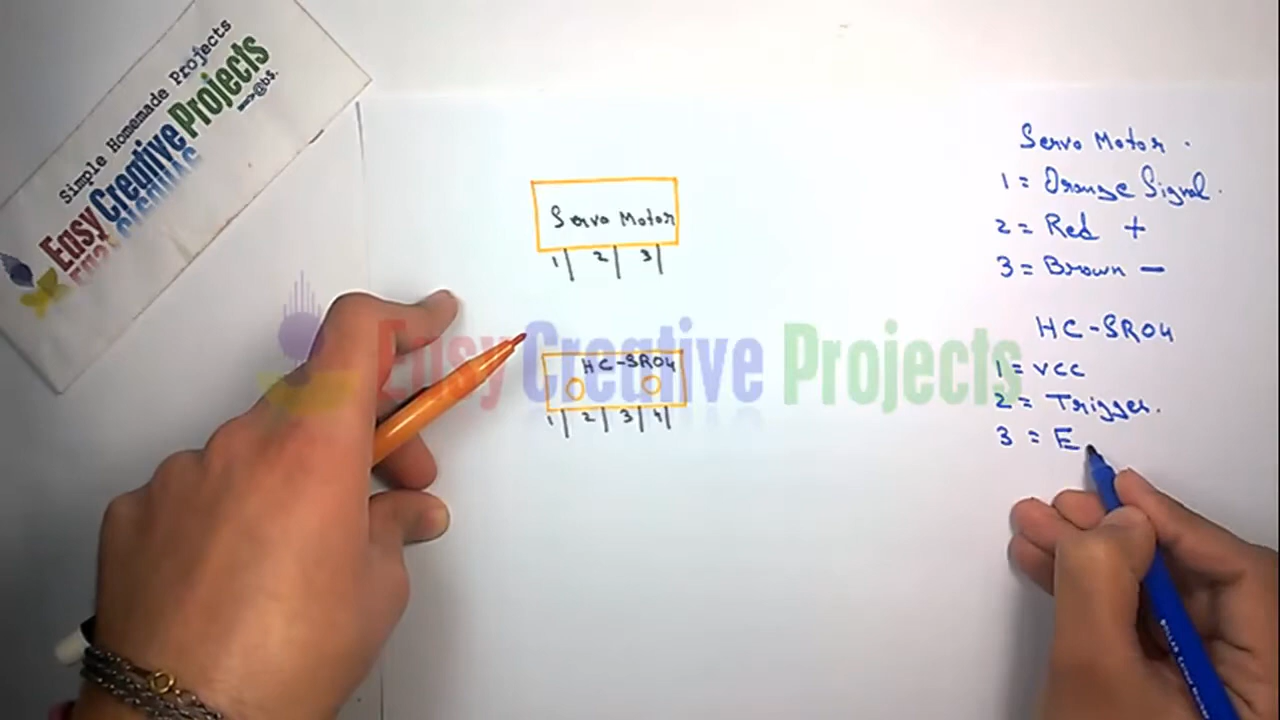 Simple Homemade Projects
Easy Creative Projects
Servo Motor
1 2 3
Easy Creative Projects
HC-SR04
1 2 3 4
Servo Motor.
1 = Orange Signal.
2 = Red +
3 = Brown -
HC-SR04
1 = VCC
2 = Trigger.
3 = E